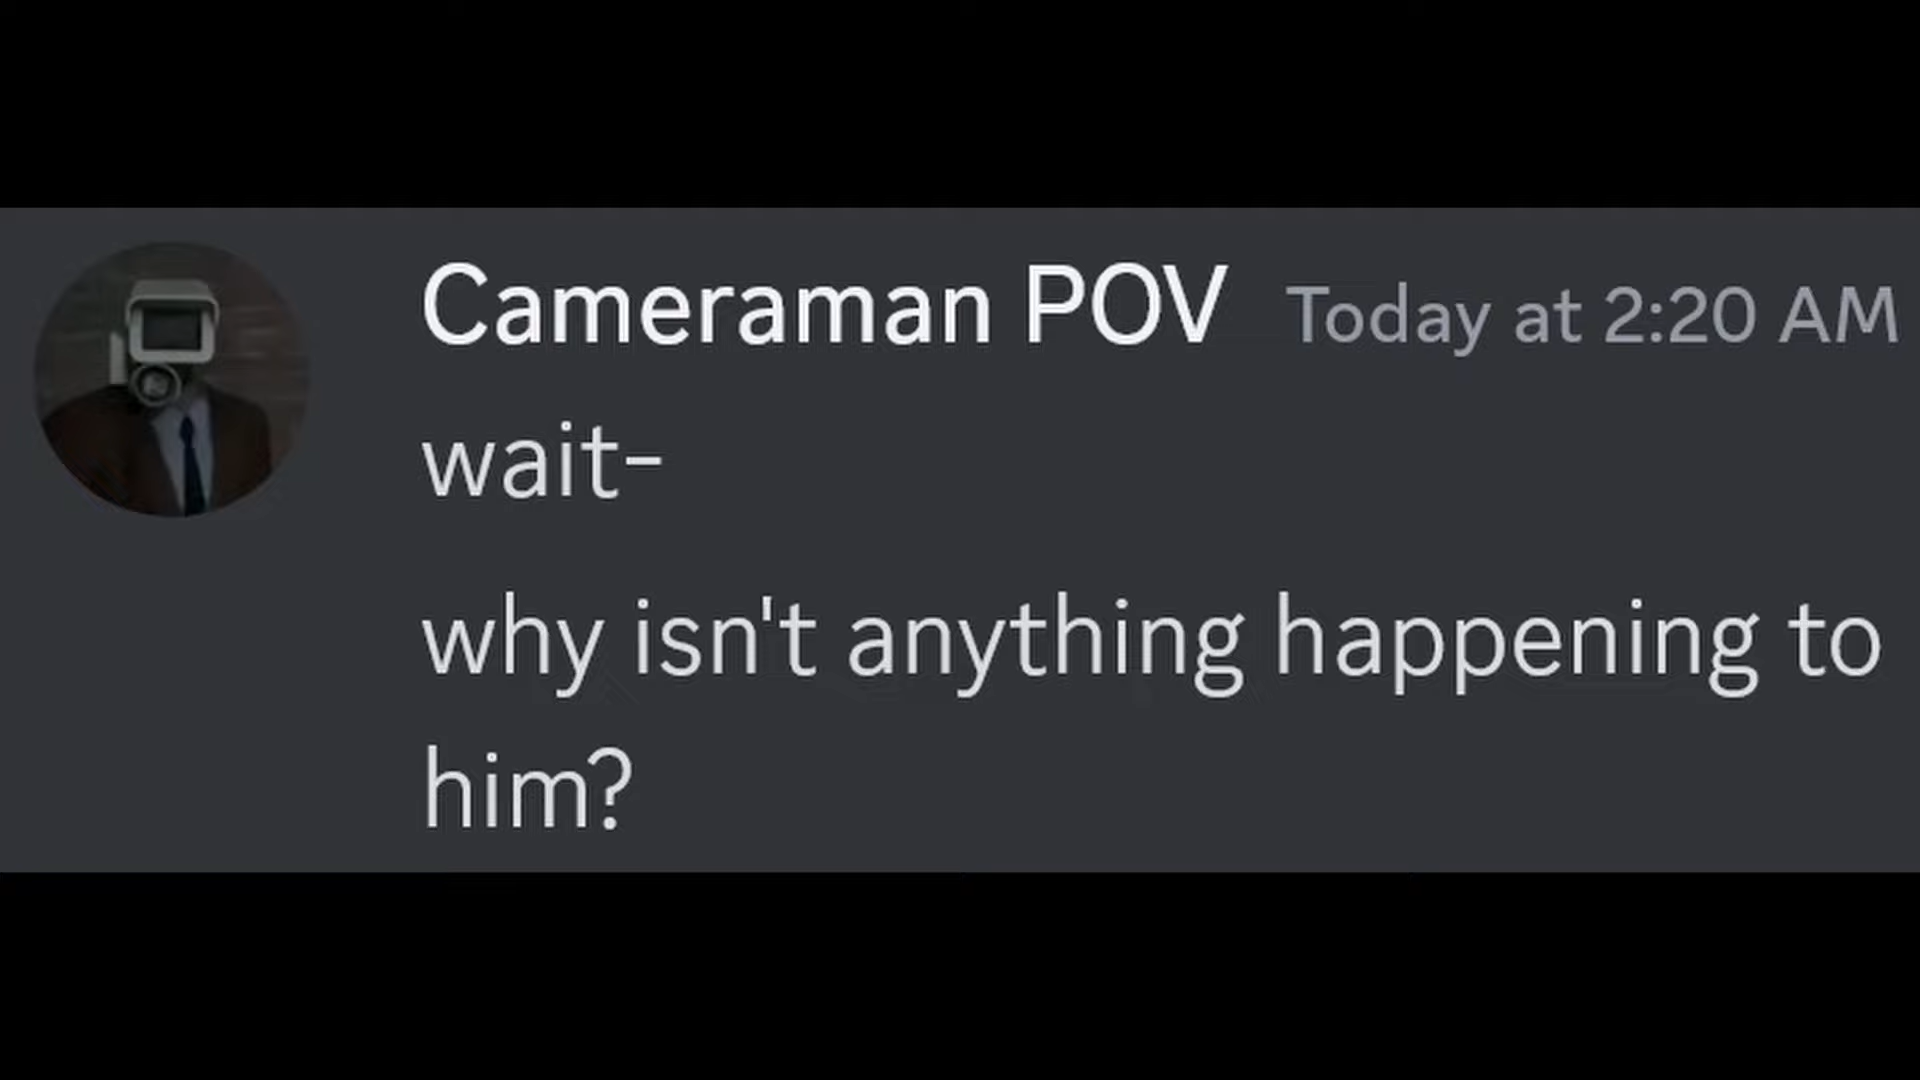 Cameraman POV Today at 2:20 AM
wait-
why isn't anything happening to
him?